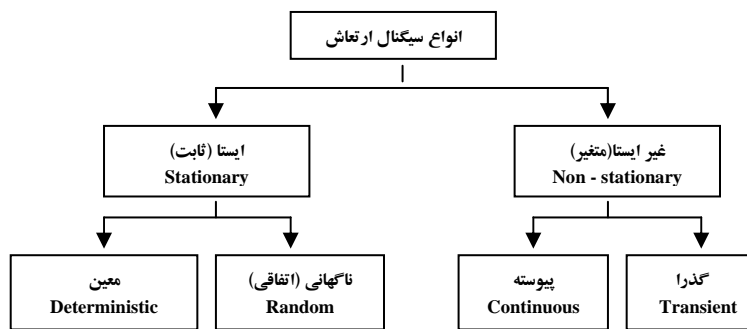 انواع سیگنال ارتعاش
ایستا (ثابت)
Stationary
غیر ایستا(متغیر)
Non - stationary
معین
Deterministic
ناگهانی (اتفاقی)
Random
پیوسته
Continuous
گذرا
Transient